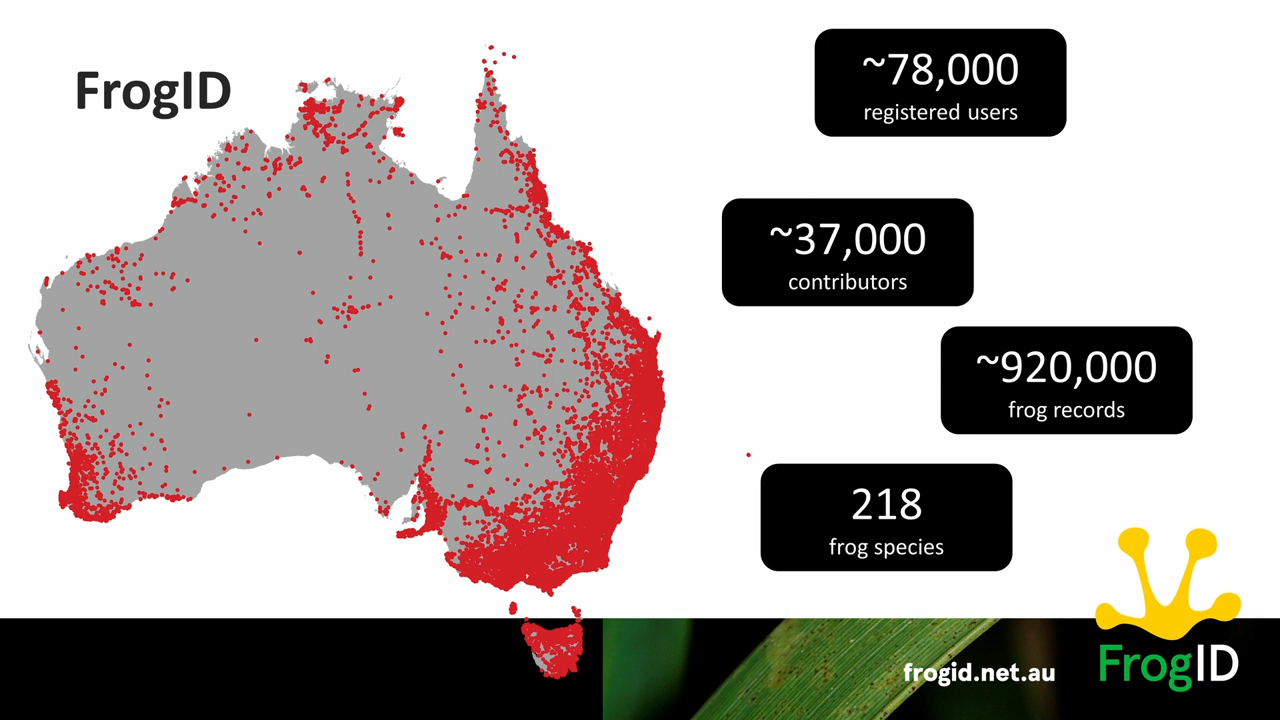 FrogID
~78,000
registered users
~37,000
contributors
~920,000
frog records
218
frog species
frogid.net.au
FrogID